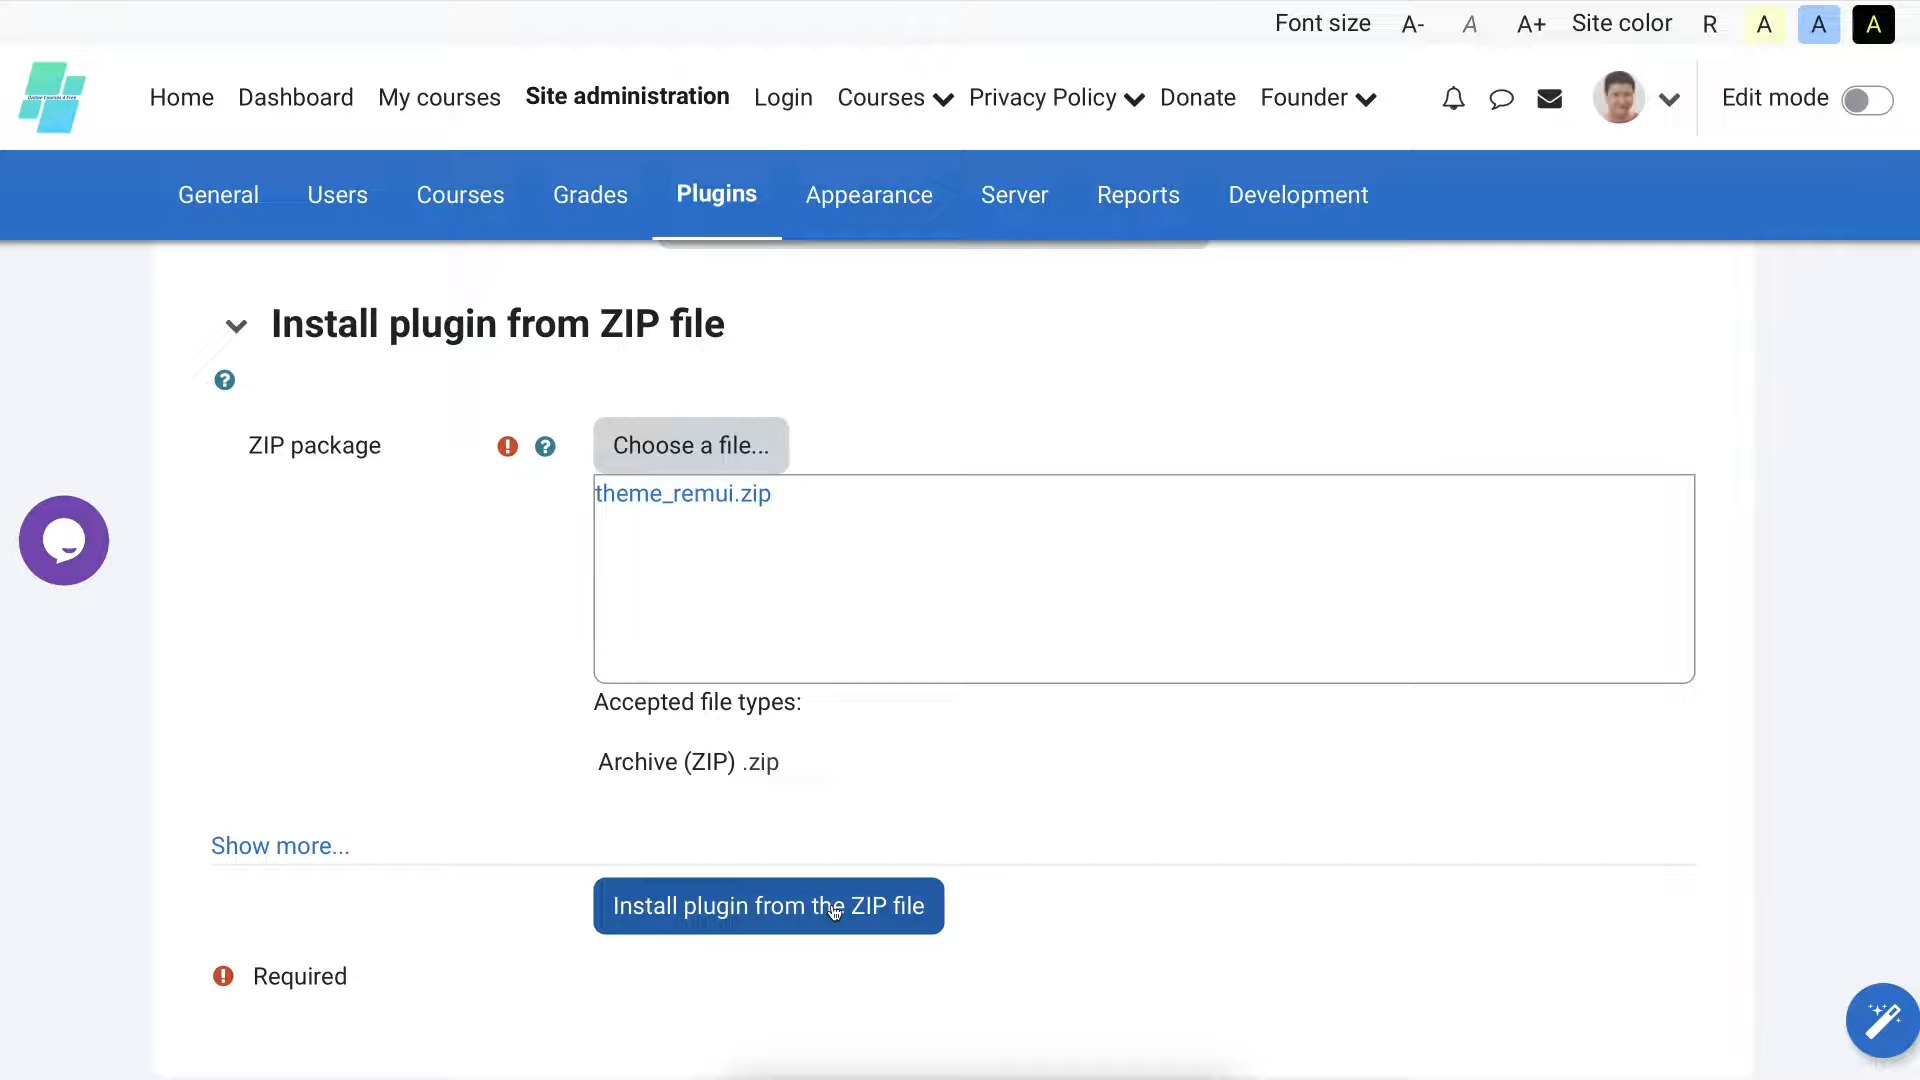 Font size A- A A+ Site color R A A A
Home Dashboard My courses Site administration Login Courses Privacy Policy Donate Founder Edit mode
General Users Courses Grades Plugins Appearance Server Reports Development
Install plugin from ZIP file
ZIP package
Choose a file...
theme_remui.zip
Accepted file types:
Archive (ZIP) .zip
Show more...
Install plugin from the ZIP file
Required